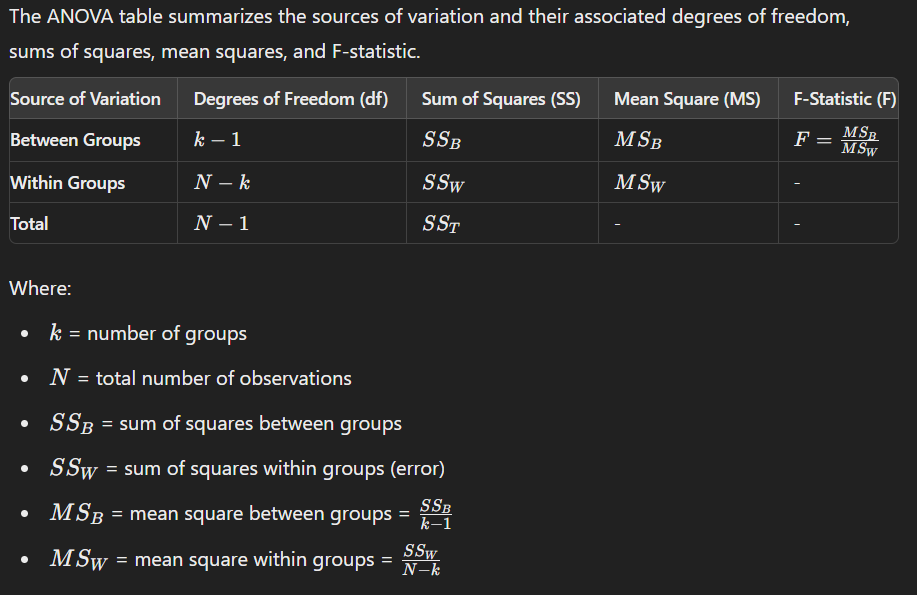 The ANOVA table summarizes the sources of variation and their associated degrees of freedom,
sums of squares, mean squares, and F-statistic.
Source of Variation Degrees of Freedom (df) Sum of Squares (SS) Mean Square (MS) F-Statistic (F)
Between Groups k − 1 SS_B MS_B F = MS_B/MS_W
Within Groups N − k SS_W MS_W -
Total N − 1 SS_T - -
Where:
• k = number of groups
• N = total number of observations
• SS_B = sum of squares between groups
• SS_W = sum of squares within groups (error)
• MS_B = mean square between groups = SS_B/k−1
• MS_W = mean square within groups = SS_W/N−k